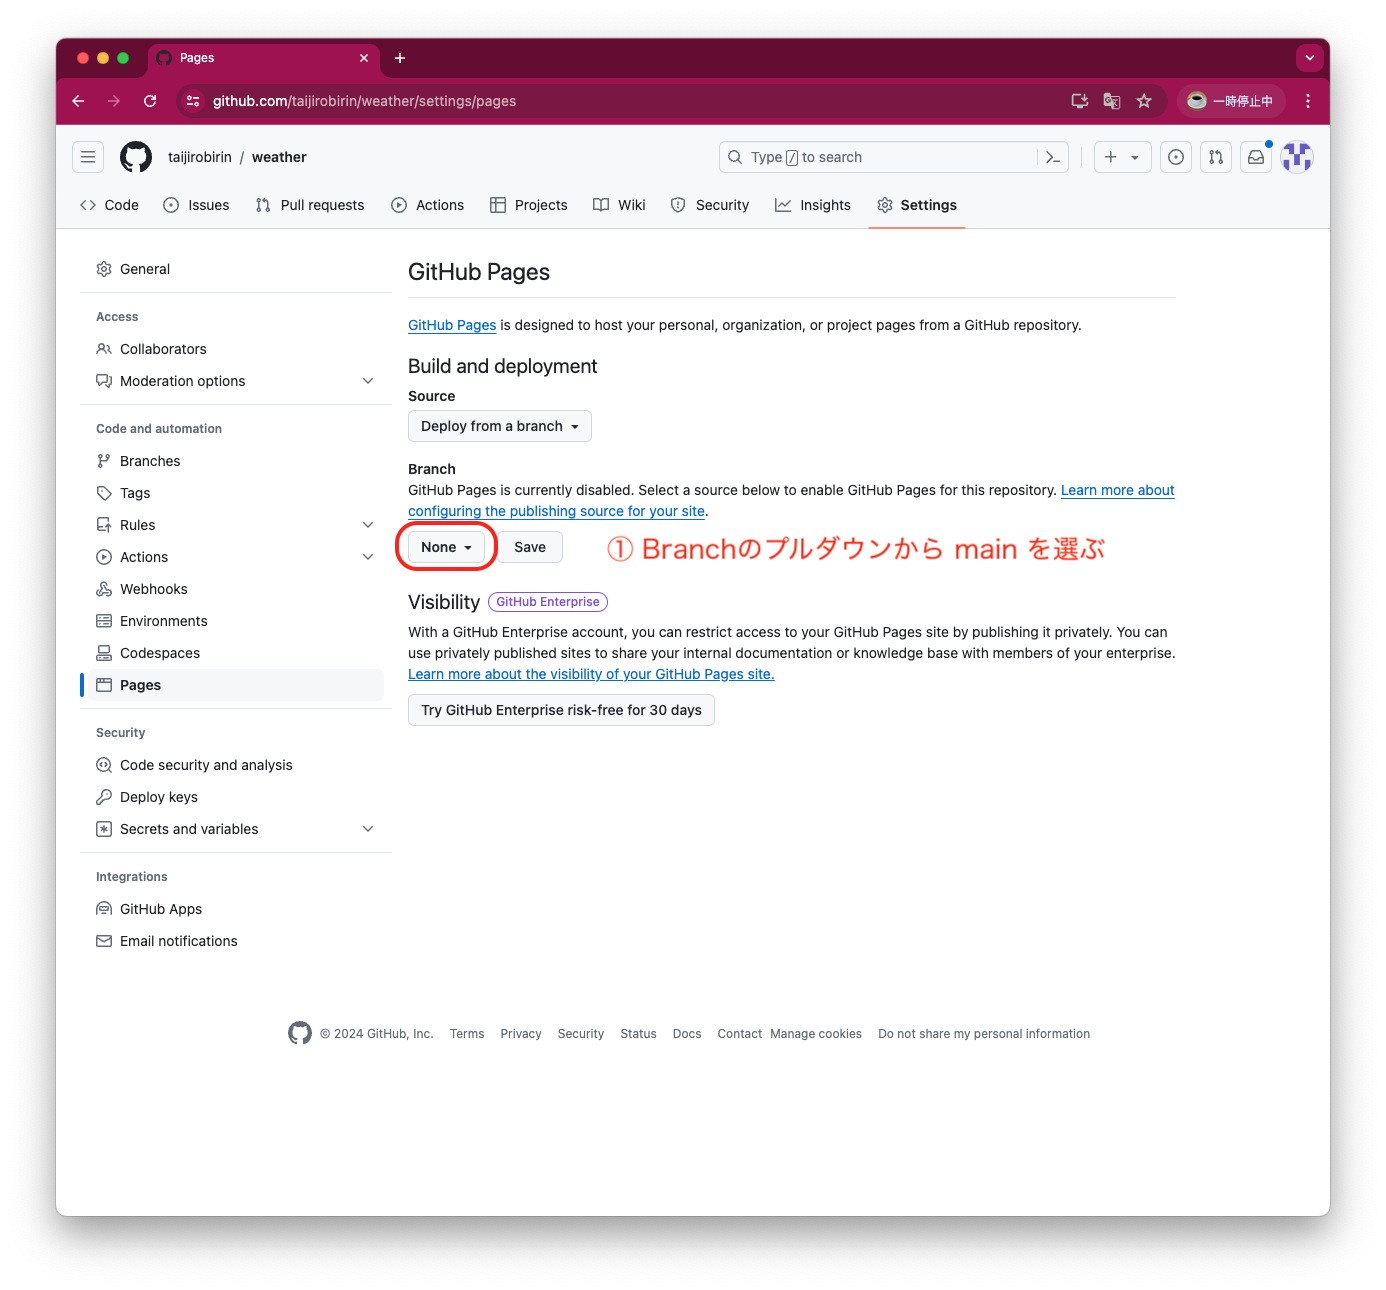 Pages
github.com/taijirobirin/weather/settings/pages
一時停止中
taijirobirin / weather
Type / to search
Code
Issues
Pull requests
Actions
Projects
Wiki
Security
Insights
Settings
General
Access
Collaborators
Moderation options
Code and automation
Branches
Tags
Rules
Actions
Webhooks
Environments
Codespaces
Pages
Security
Code security and analysis
Deploy keys
Secrets and variables
Integrations
GitHub Apps
Email notifications
GitHub Pages
GitHub Pages is designed to host your personal, organization, or project pages from a GitHub repository.
Build and deployment
Source
Deploy from a branch
Branch
GitHub Pages is currently disabled. Select a source below to enable GitHub Pages for this repository. Learn more about
configuring the publishing source for your site.
None
Save
① Branchのプルダウンから main を選ぶ
Visibility
GitHub Enterprise
With a GitHub Enterprise account, you can restrict access to your GitHub Pages site by publishing it privately. You can
use privately published sites to share your internal documentation or knowledge base with members of your enterprise.
Learn more about the visibility of your GitHub Pages site.
Try GitHub Enterprise risk-free for 30 days
© 2024 GitHub, Inc.
Terms
Privacy
Security
Status
Docs
Contact
Manage cookies
Do not share my personal information